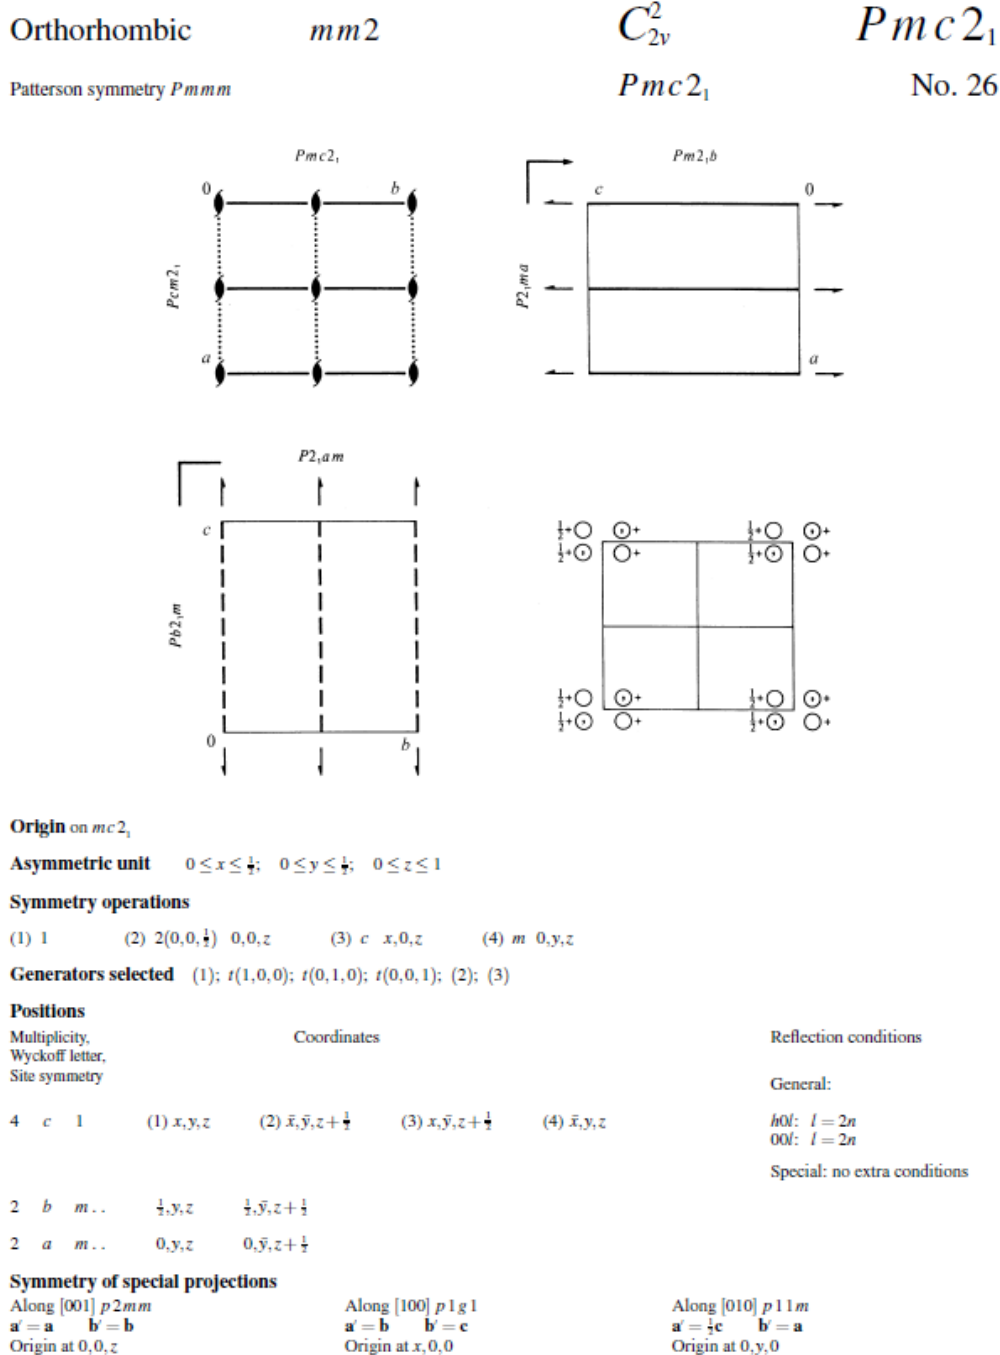 Orthorhombic mm2 C²₂ᵥ Pmc2₁
Patterson symmetry Pmmm Pmc2₁ No. 26
Pmc2₁ Pm2₁b
0 b c 0
Pcm2₁ P2₁ma
a a
P2₁am
c
½+ + ½+ +
½+ + ½+ +
Pb2₁m
½+ + ½+ +
½+ + ½+ +
0 b
Origin on mc2₁
Asymmetric unit 0 ≤ x ≤ ½; 0 ≤ y ≤ ½; 0 ≤ z ≤ 1
Symmetry operations
(1) 1 (2) 2(0,0,½) 0,0,z (3) c x,0,z (4) m 0,y,z
Generators selected (1); t(1,0,0); t(0,1,0); t(0,0,1); (2); (3)
Positions
Multiplicity, Coordinates Reflection conditions
Wyckoff letter,
Site symmetry
General:
4 c 1 (1) x,y,z (2) x̄,ȳ,z+½ (3) x,ȳ,z+½ (4) x̄,y,z h0l: l = 2n
00l: l = 2n
Special: no extra conditions
2 b m.. ½,y,z ½,ȳ,z+½
2 a m.. 0,y,z 0,ȳ,z+½
Symmetry of special projections
Along [001] p2mm Along [100] p1g1 Along [010] p11m
a′ = a b′ = b a′ = b b′ = c a′ = ½c b′ = a
Origin at 0,0,z Origin at x,0,0 Origin at 0,y,0